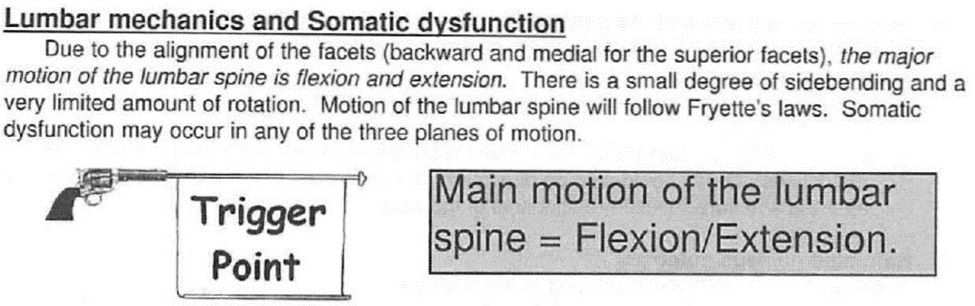 Lumbar mechanics and Somatic dysfunction
Due to the alignment of the facets (backward and medial for the superior facets), the major
motion of the lumbar spine is flexion and extension. There is a small degree of sidebending and a
very limited amount of rotation. Motion of the lumbar spine will follow Fryette's laws. Somatic
dysfunction may occur in any of the three planes of motion.
Trigger
Point
Main motion of the lumbar
spine = Flexion/Extension.